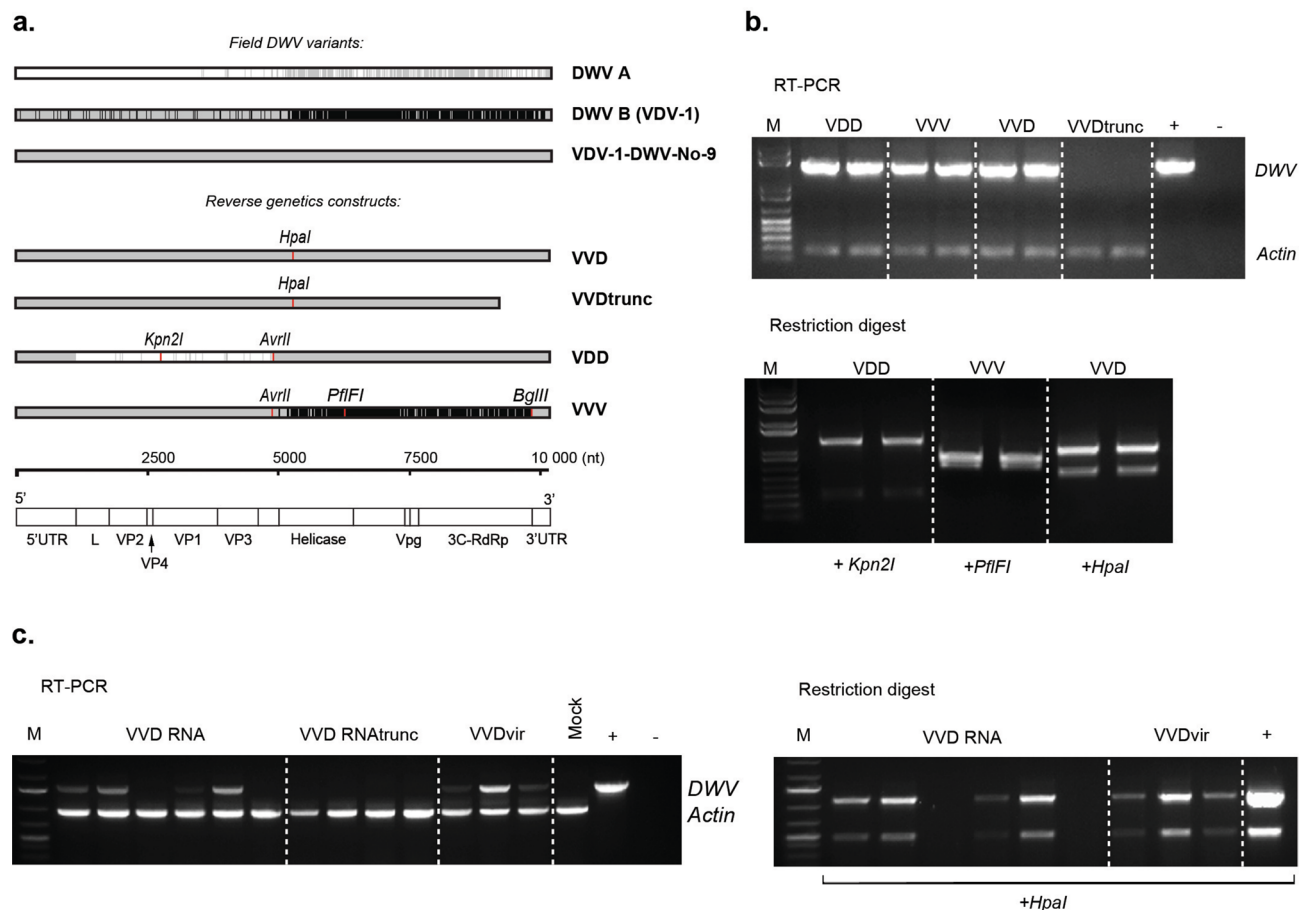 a.
Field DWV variants:
DWV A
DWV B (VDV-1)
VDV-1-DWV-No-9
Reverse genetics constructs:
HpaI
VVD
HpaI
VVDtrunc
Kpn2I AvrII
VDD
AvrII PflFI BglII
VVV
2500 5000 7500 10 000 (nt)
5' 3'
5'UTR L VP2 VP1 VP3 Helicase Vpg 3C-RdRp 3'UTR
VP4
b.
RT-PCR
M VDD VVV VVD VVDtrunc + -
DWV
Actin
Restriction digest
M VDD VVV VVD
+ Kpn2I +PflFI +HpaI
c.
RT-PCR
M VVD RNA VVD RNAtrunc VVDvir Mock + -
DWV
Actin
Restriction digest
M VVD RNA VVDvir +
+HpaI